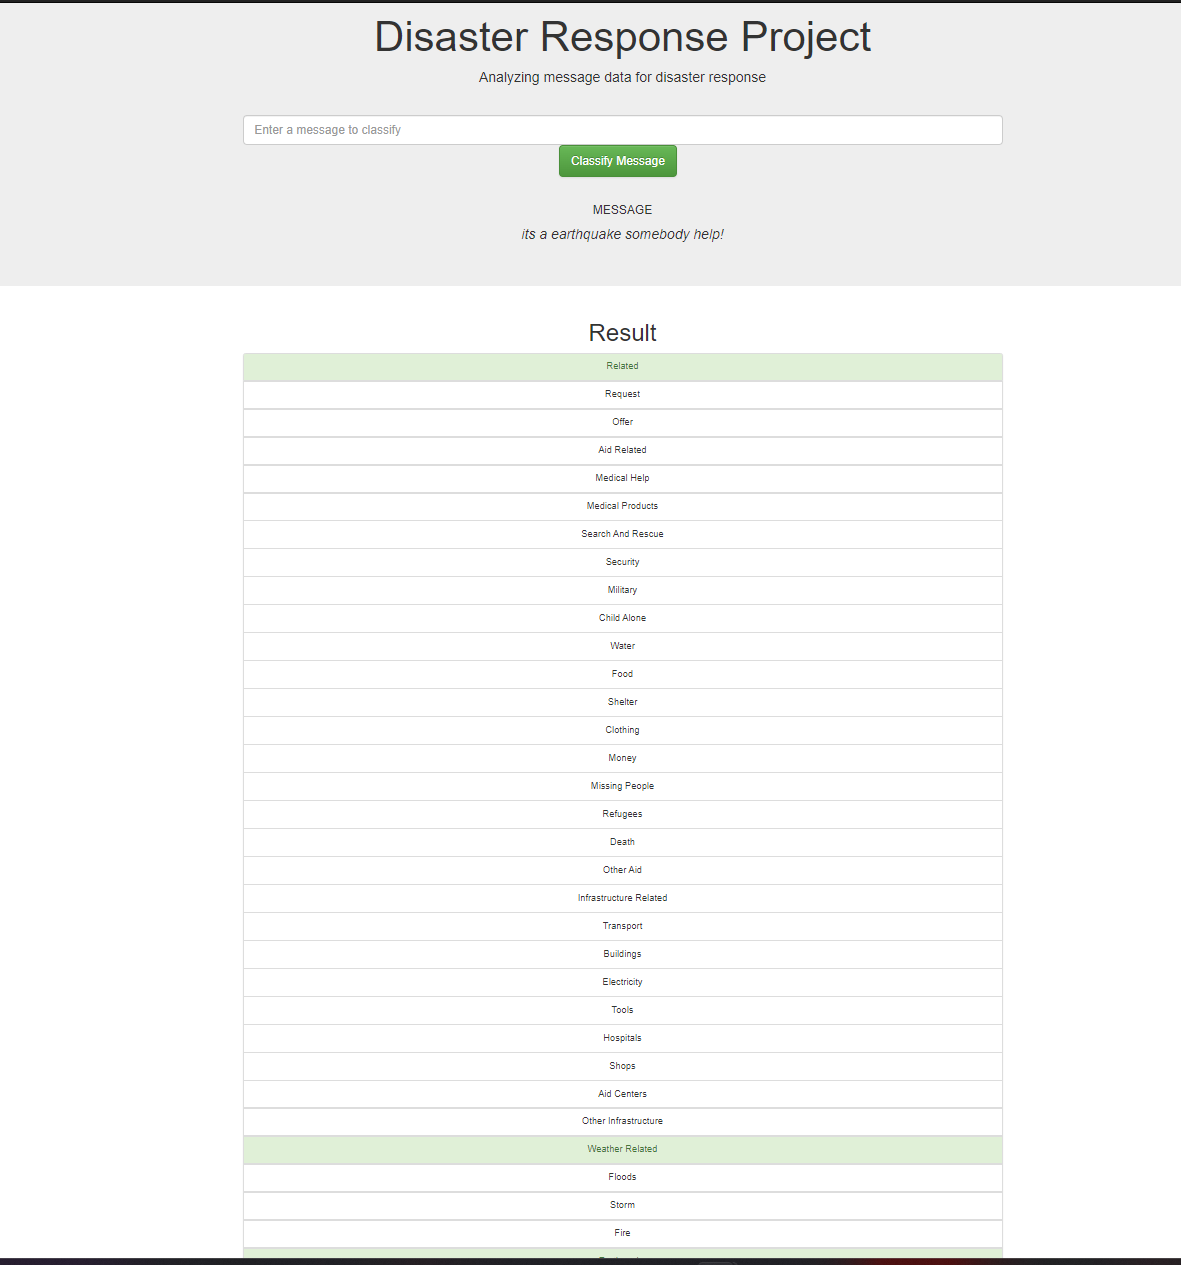 Disaster Response Project
Analyzing message data for disaster response
Enter a message to classify
Classify Message
MESSAGE
its a earthquake somebody help!
Result
Related
Request
Offer
Aid Related
Medical Help
Medical Products
Search And Rescue
Security
Military
Child Alone
Water
Food
Shelter
Clothing
Money
Missing People
Refugees
Death
Other Aid
Infrastructure Related
Transport
Buildings
Electricity
Tools
Hospitals
Shops
Aid Centers
Other Infrastructure
Weather Related
Floods
Storm
Fire